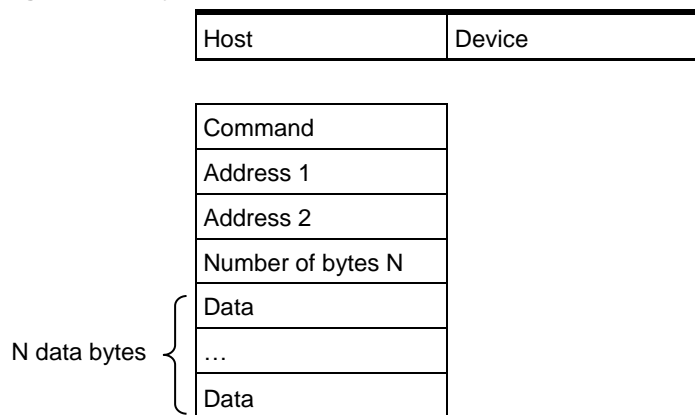 Host Device
Command
Address 1
Address 2
Number of bytes N
Data
N data bytes …
Data